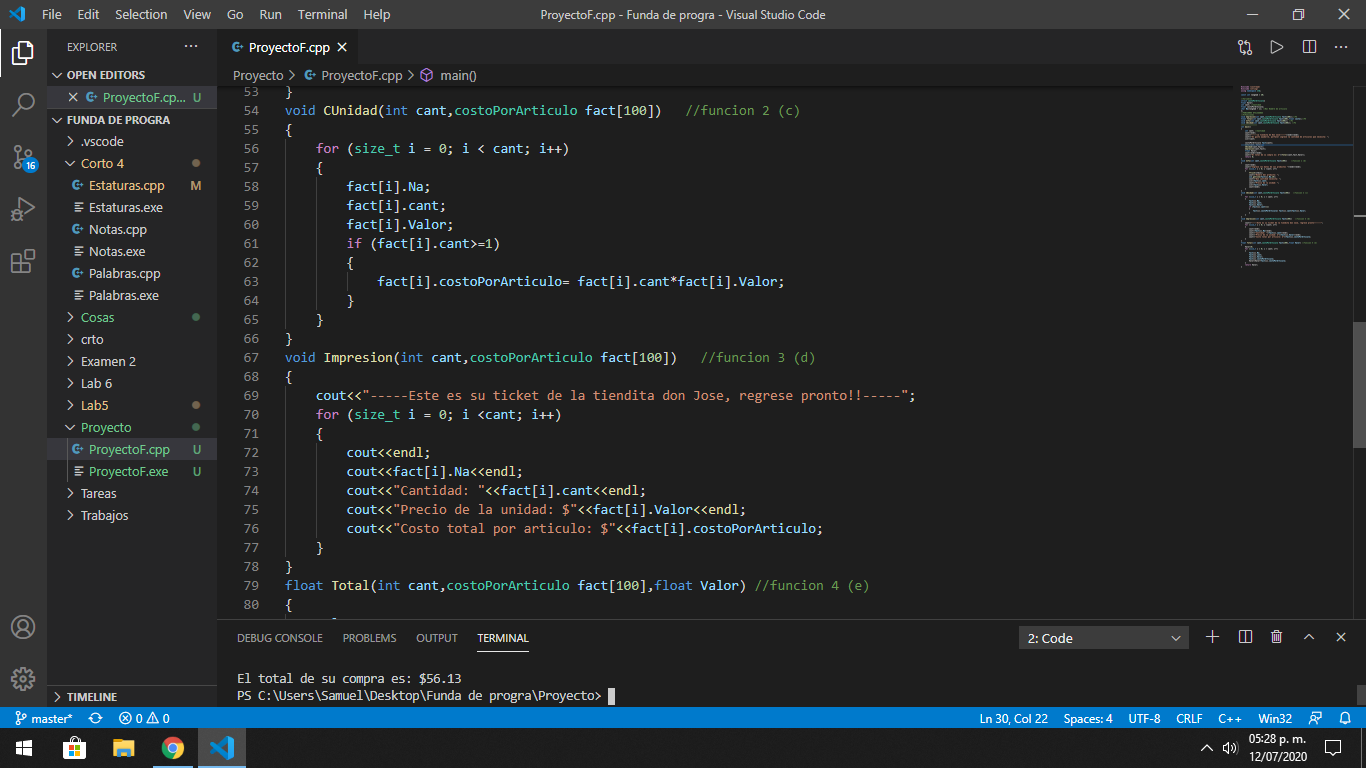 File Edit Selection View Go Run Terminal Help ProyectoF.cpp - Funda de progra - Visual Studio Code
EXPLORER
OPEN EDITORS
ProyectoF.cp... U
FUNDA DE PROGRA
.vscode
Corto 4
Estaturas.cpp M
Estaturas.exe
Notas.cpp
Notas.exe
Palabras.cpp
Palabras.exe
Cosas
crto
Examen 2
Lab 6
Lab5
Proyecto
ProyectoF.cpp U
ProyectoF.exe U
Tareas
Trabajos
TIMELINE
16
ProyectoF.cpp
Proyecto > ProyectoF.cpp > main()
53 }
54 void CUnidad(int cant,costoPorArticulo fact[100]) //funcion 2 (c)
55 {
56 for (size_t i = 0; i < cant; i++)
57 {
58 fact[i].Na;
59 fact[i].cant;
60 fact[i].Valor;
61 if (fact[i].cant>=1)
62 {
63 fact[i].costoPorArticulo= fact[i].cant*fact[i].Valor;
64 }
65 }
66 }
67 void Impresion(int cant,costoPorArticulo fact[100]) //funcion 3 (d)
68 {
69 cout<<"-----Este es su ticket de la tiendita don Jose, regrese pronto!!-----";
70 for (size_t i = 0; i <cant; i++)
71 {
72 cout<<endl;
73 cout<<fact[i].Na<<endl;
74 cout<<"Cantidad: "<<fact[i].cant<<endl;
75 cout<<"Precio de la unidad: $"<<fact[i].Valor<<endl;
76 cout<<"Costo total por articulo: $"<<fact[i].costoPorArticulo;
77 }
78 }
79 float Total(int cant,costoPorArticulo fact[100],float Valor) //funcion 4 (e)
80 {
DEBUG CONSOLE PROBLEMS OUTPUT TERMINAL 2: Code
El total de su compra es: $56.13
PS C:\Users\Samuel\Desktop\Funda de progra\Proyecto>
master* 0 0 Ln 30, Col 22 Spaces: 4 UTF-8 CRLF C++ Win32
05:28 p. m.
12/07/2020